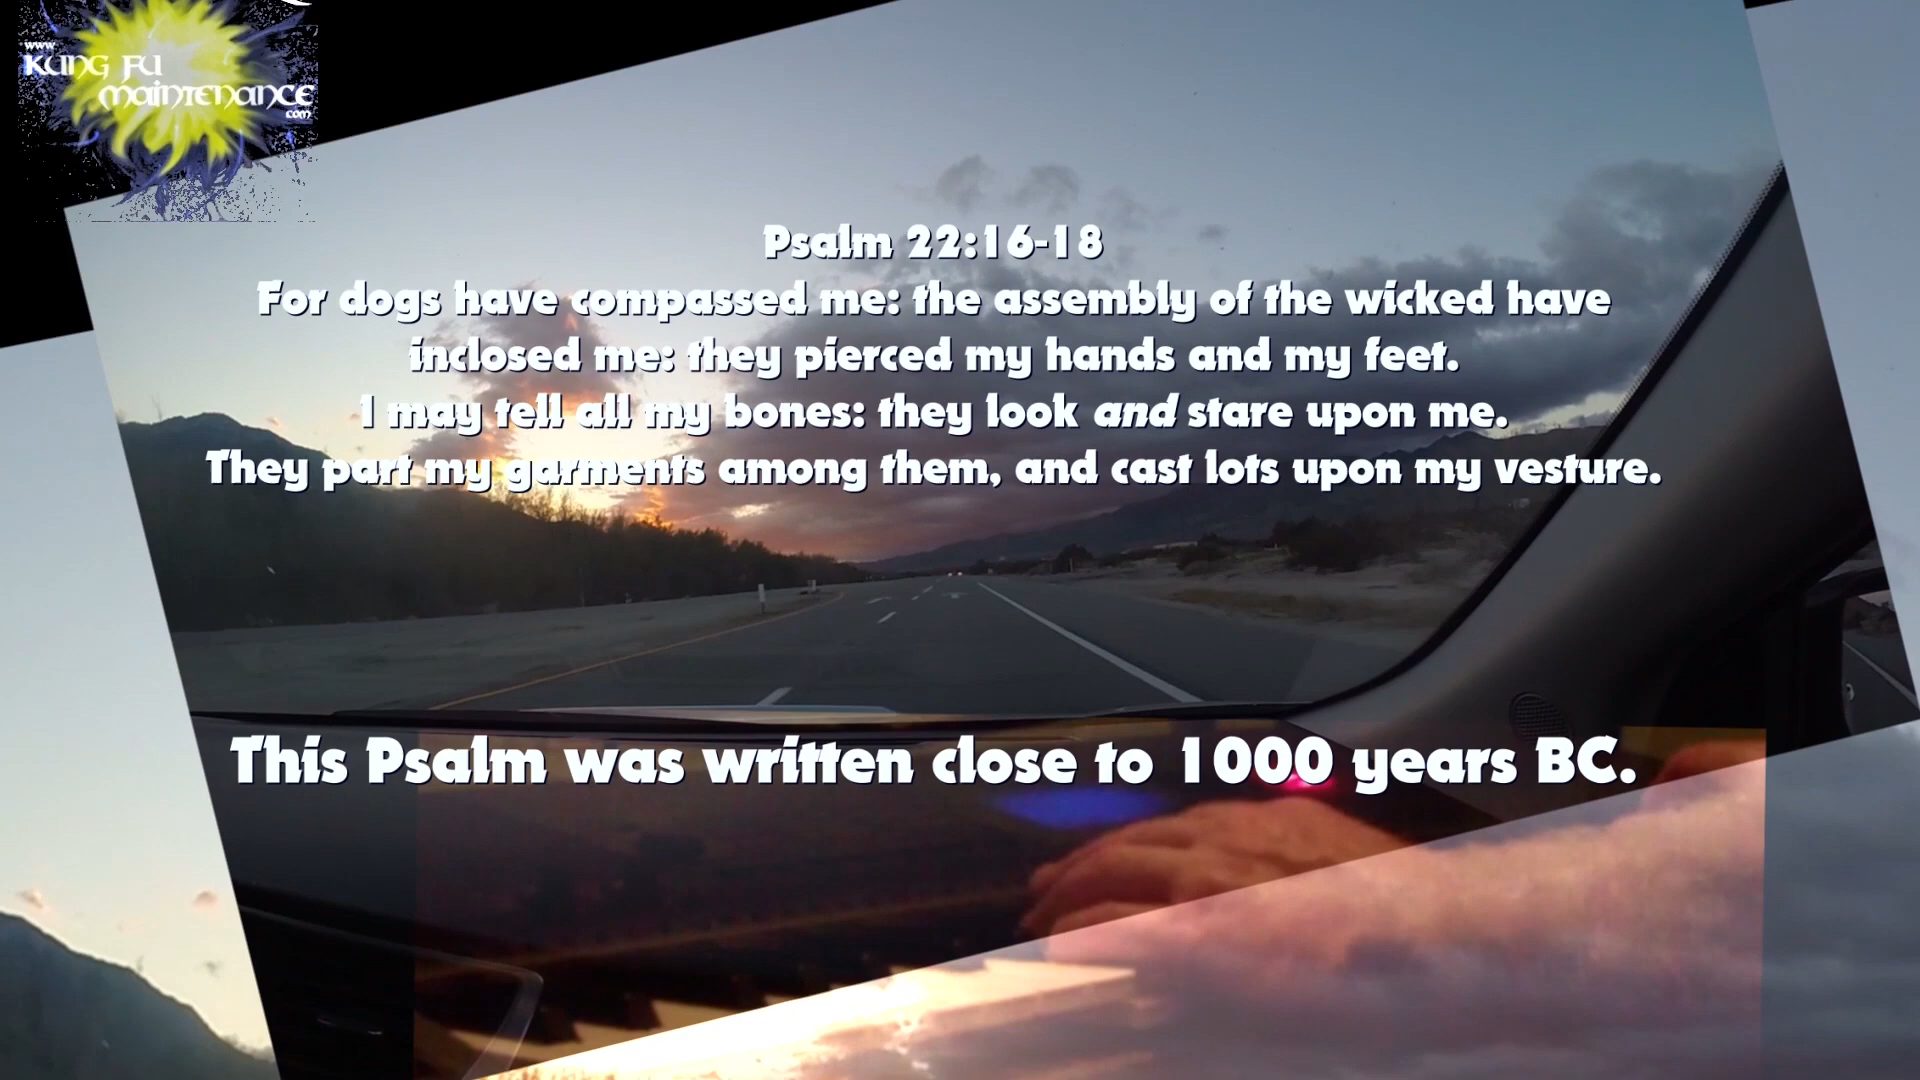 www
Kung Fu
Maintenance
.com
Psalm 22:16-18
For dogs have compassed me: the assembly of the wicked have
inclosed me: they pierced my hands and my feet.
I may tell all my bones: they look and stare upon me.
They part my garments among them, and cast lots upon my vesture.
This Psalm was written close to 1000 years BC.